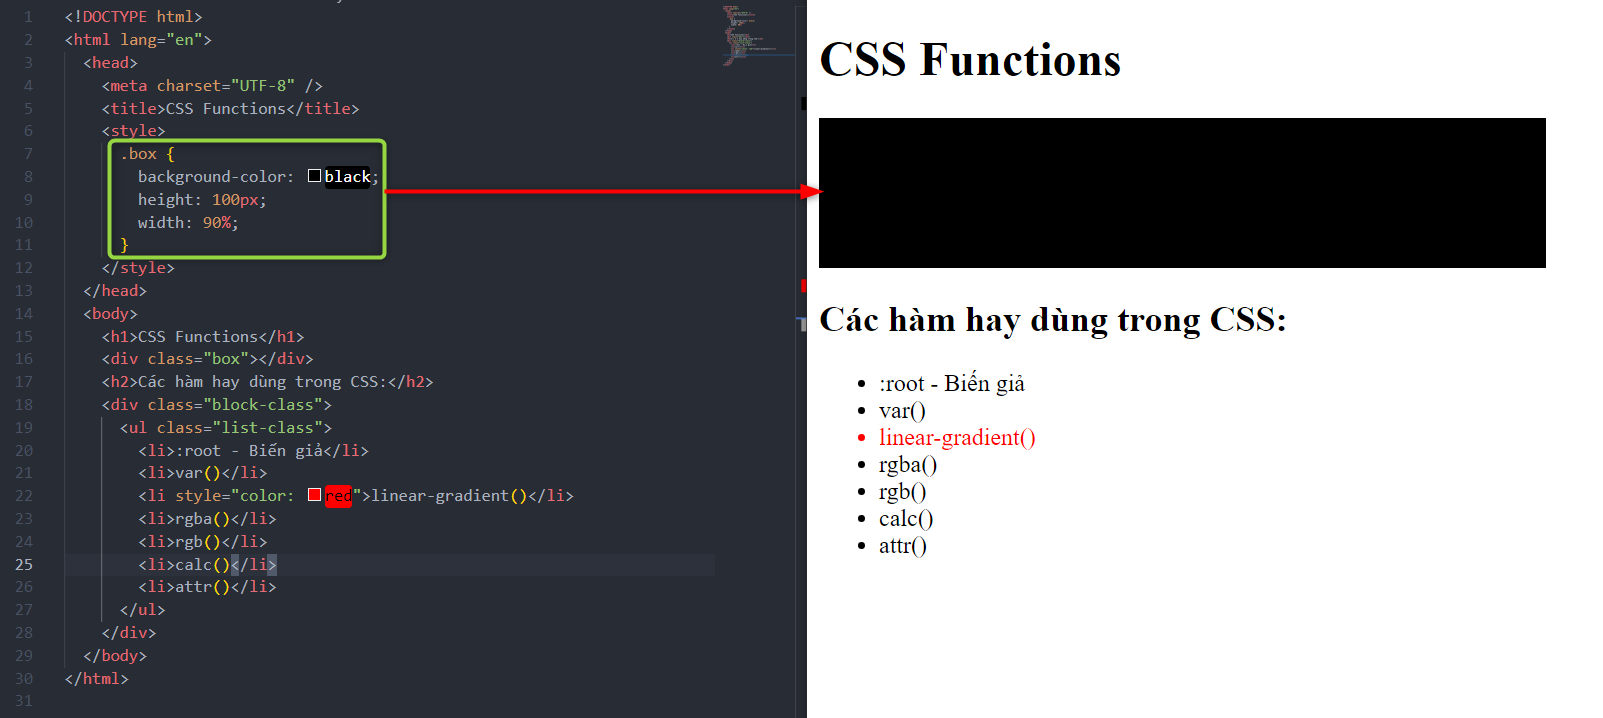 1 <!DOCTYPE html>
2 <html lang="en">
3 <head>
4 <meta charset="UTF-8" />
5 <title>CSS Functions</title>
6 <style>
7 .box {
8 background-color: black;
9 height: 100px;
10 width: 90%;
11 }
12 </style>
13 </head>
14 <body>
15 <h1>CSS Functions</h1>
16 <div class="box"></div>
17 <h2>Các hàm hay dùng trong CSS:</h2>
18 <div class="block-class">
19 <ul class="list-class">
20 <li>:root - Biến giả</li>
21 <li>var()</li>
22 <li style="color: red">linear-gradient()</li>
23 <li>rgba()</li>
24 <li>rgb()</li>
25 <li>calc()</li>
26 <li>attr()</li>
27 </ul>
28 </div>
29 </body>
30 </html>
31
CSS Functions
Các hàm hay dùng trong CSS:
:root - Biến giả
var()
linear-gradient()
rgba()
rgb()
calc()
attr()